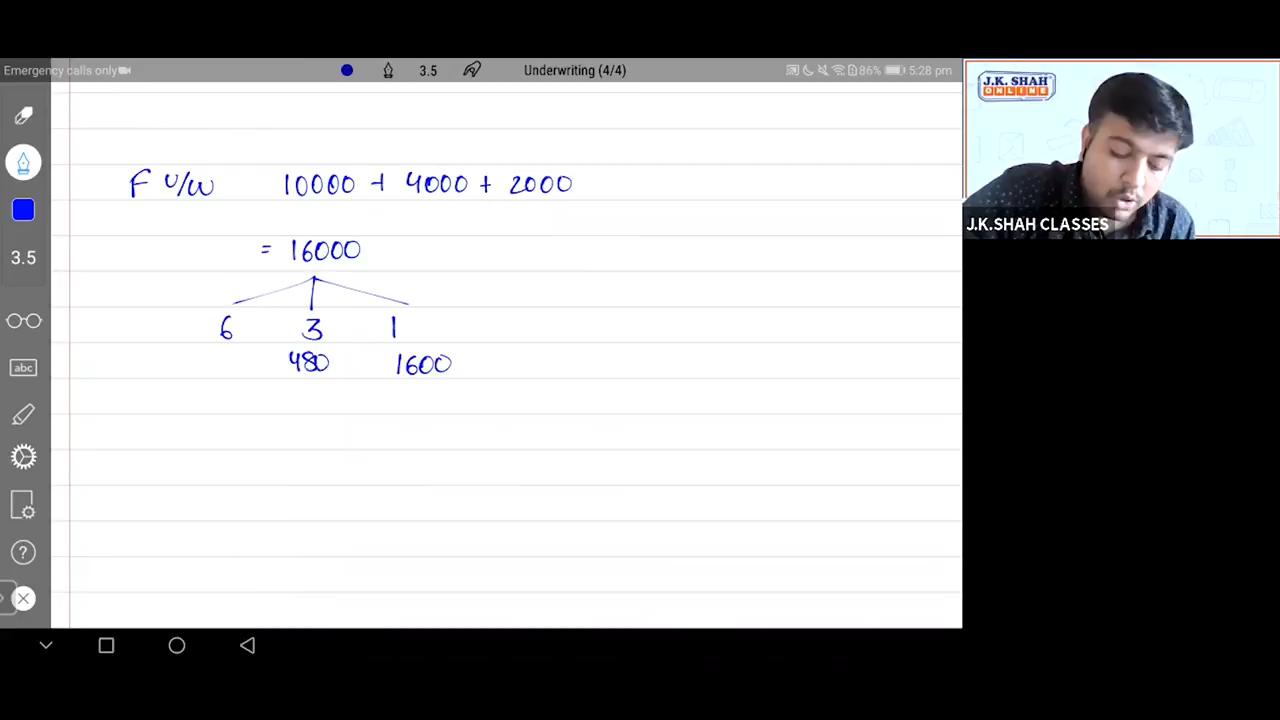 Emergency calls only
3.5
Underwriting (4/4)
86%
5:28 pm
J.K. SHAH
ONLINE
J.K.SHAH CLASSES
3.5
abc
?
F U/W 10000 + 4000 + 2000
= 16000
6 3 1
480 1600